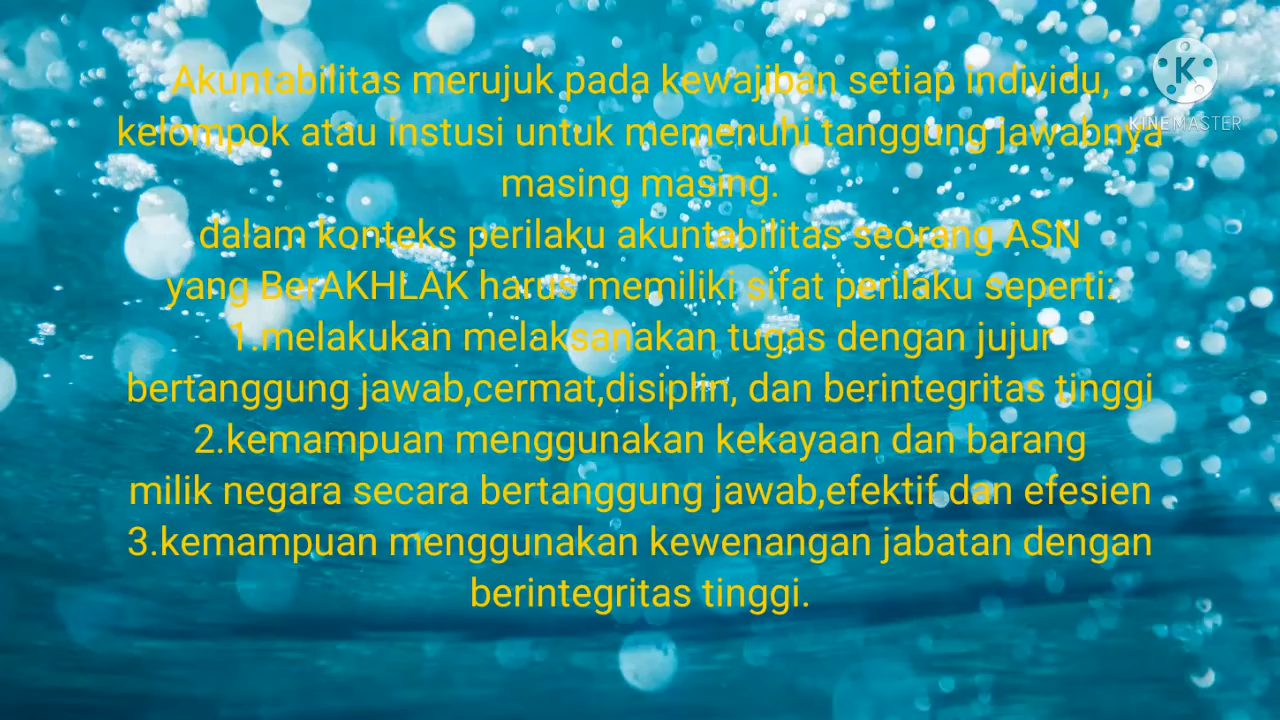 Akuntabilitas merujuk pada kewajiban setiap individu,
kelompok atau instusi untuk memenuhi tanggung jawabnya
masing masing.
dalam konteks perilaku akuntabilitas seorang ASN
yang BerAKHLAK harus memiliki sifat perilaku seperti:
1.melakukan melaksanakan tugas dengan jujur
bertanggung jawab,cermat,disiplin, dan berintegritas tinggi
2.kemampuan menggunakan kekayaan dan barang
milik negara secara bertanggung jawab,efektif dan efesien
3.kemampuan menggunakan kewenangan jabatan dengan
berintegritas tinggi.
K
KINEMASTER